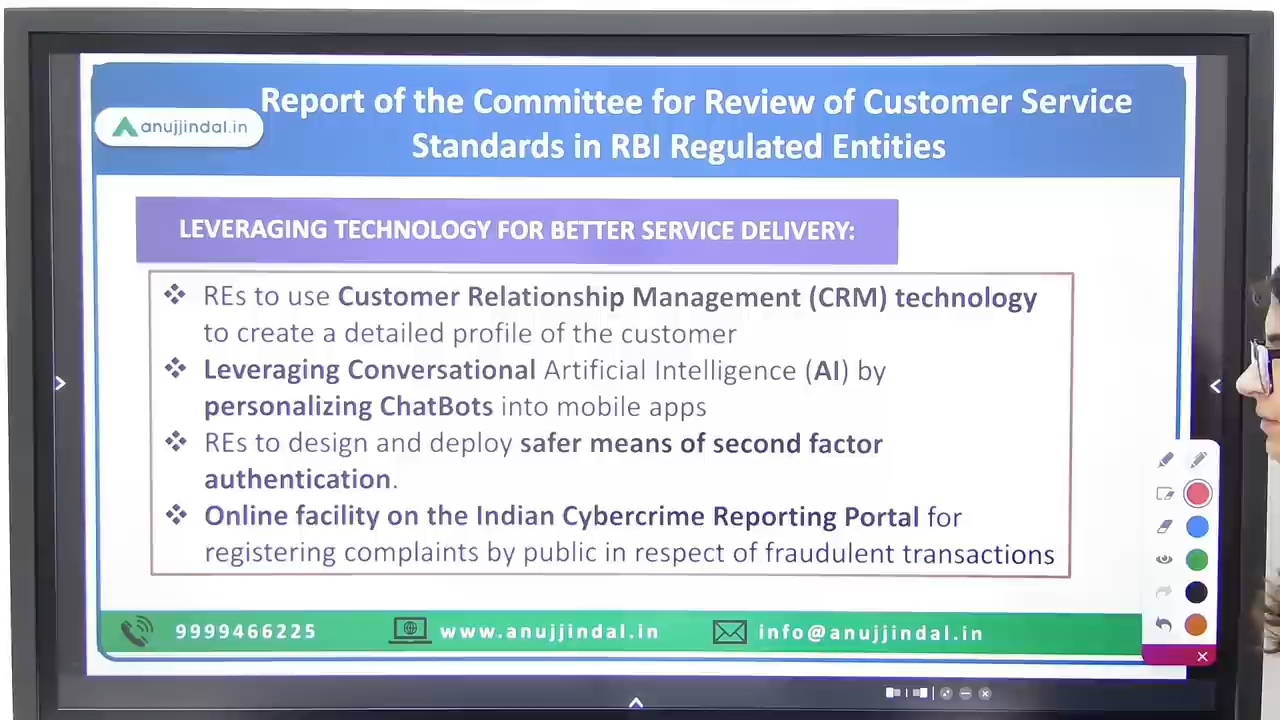 Report of the Committee for Review of Customer Service
anujjindal.in
Standards in RBI Regulated Entities
LEVERAGING TECHNOLOGY FOR BETTER SERVICE DELIVERY:
❖ REs to use Customer Relationship Management (CRM) technology
to create a detailed profile of the customer
❖ Leveraging Conversational Artificial Intelligence (AI) by
personalizing ChatBots into mobile apps
❖ REs to design and deploy safer means of second factor
authentication.
❖ Online facility on the Indian Cybercrime Reporting Portal for
registering complaints by public in respect of fraudulent transactions
9999466225 www.anujjindal.in info@anujjindal.in